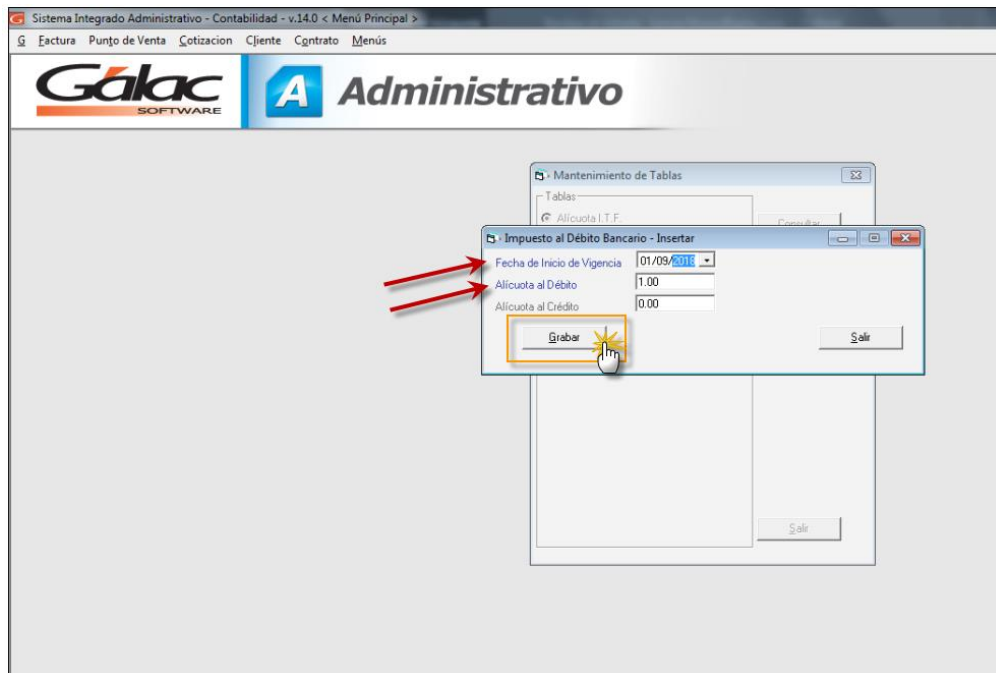 Sistema Integrado Administrativo - Contabilidad - v.14.0 < Menú Principal >
G Factura Punto de Venta Cotizacion Cliente Contrato Menús
Gálac SOFTWARE
A Administrativo
Mantenimiento de Tablas
Tablas
Alícuota I.T.F.
Consultar
Impuesto al Débito Bancario - Insertar
Fecha de Inicio de Vigencia 01/09/2018
Alícuota al Débito 1.00
Alícuota al Crédito 0.00
Grabar Salir
Salir